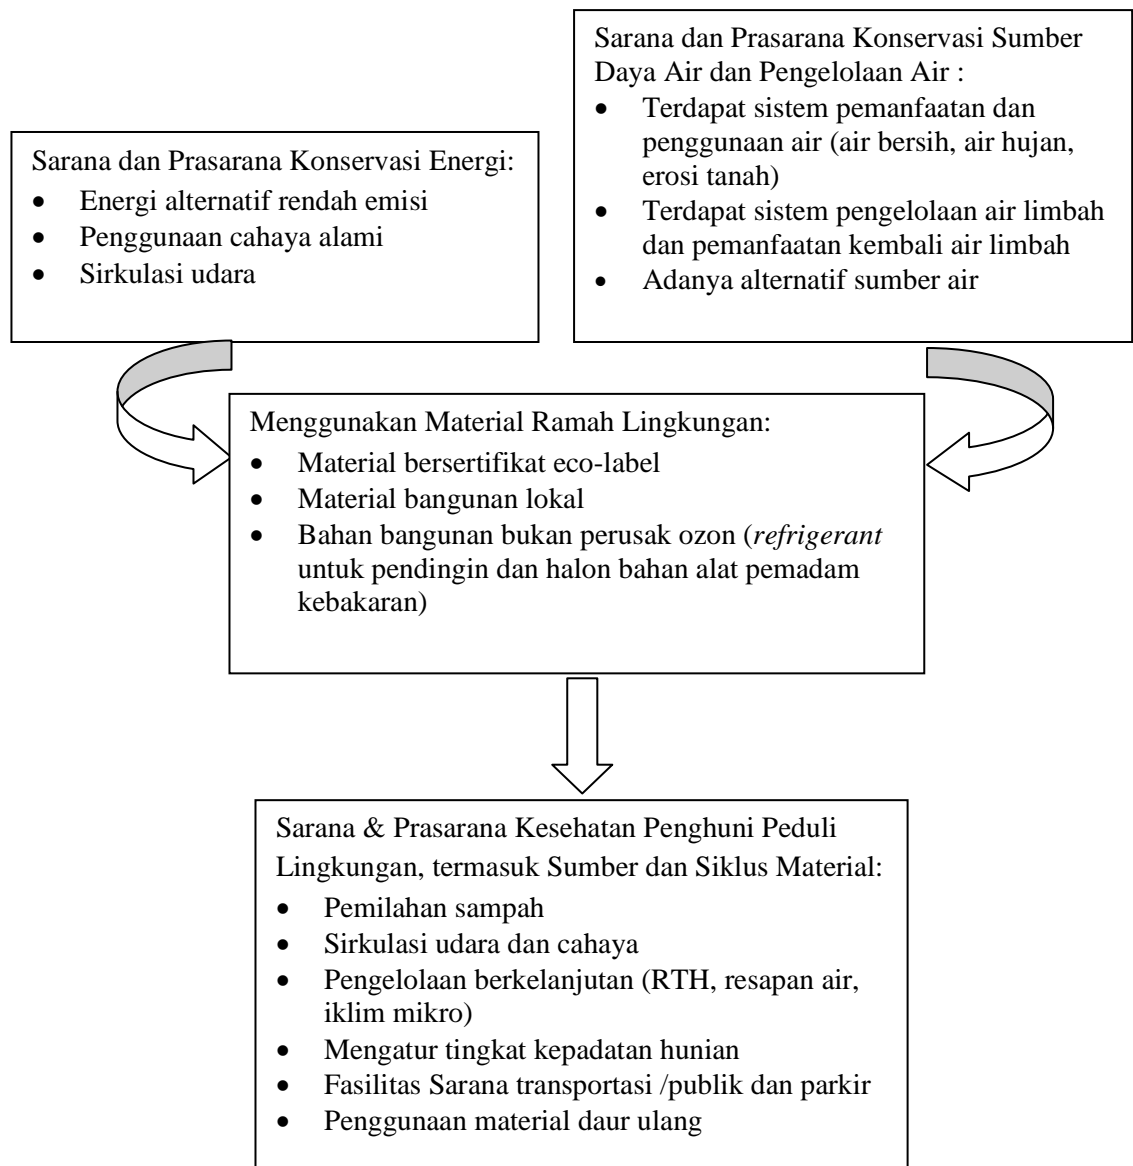 Sarana dan Prasarana Konservasi Sumber
Daya Air dan Pengelolaan Air :
• Terdapat sistem pemanfaatan dan
penggunaan air (air bersih, air hujan,
erosi tanah)
• Terdapat sistem pengelolaan air limbah
dan pemanfaatan kembali air limbah
• Adanya alternatif sumber air
Sarana dan Prasarana Konservasi Energi:
• Energi alternatif rendah emisi
• Penggunaan cahaya alami
• Sirkulasi udara
Menggunakan Material Ramah Lingkungan:
• Material bersertifikat eco-label
• Material bangunan lokal
• Bahan bangunan bukan perusak ozon (refrigerant
untuk pendingin dan halon bahan alat pemadam
kebakaran)
Sarana & Prasarana Kesehatan Penghuni Peduli
Lingkungan, termasuk Sumber dan Siklus Material:
• Pemilahan sampah
• Sirkulasi udara dan cahaya
• Pengelolaan berkelanjutan (RTH, resapan air,
iklim mikro)
• Mengatur tingkat kepadatan hunian
• Fasilitas Sarana transportasi /publik dan parkir
• Penggunaan material daur ulang